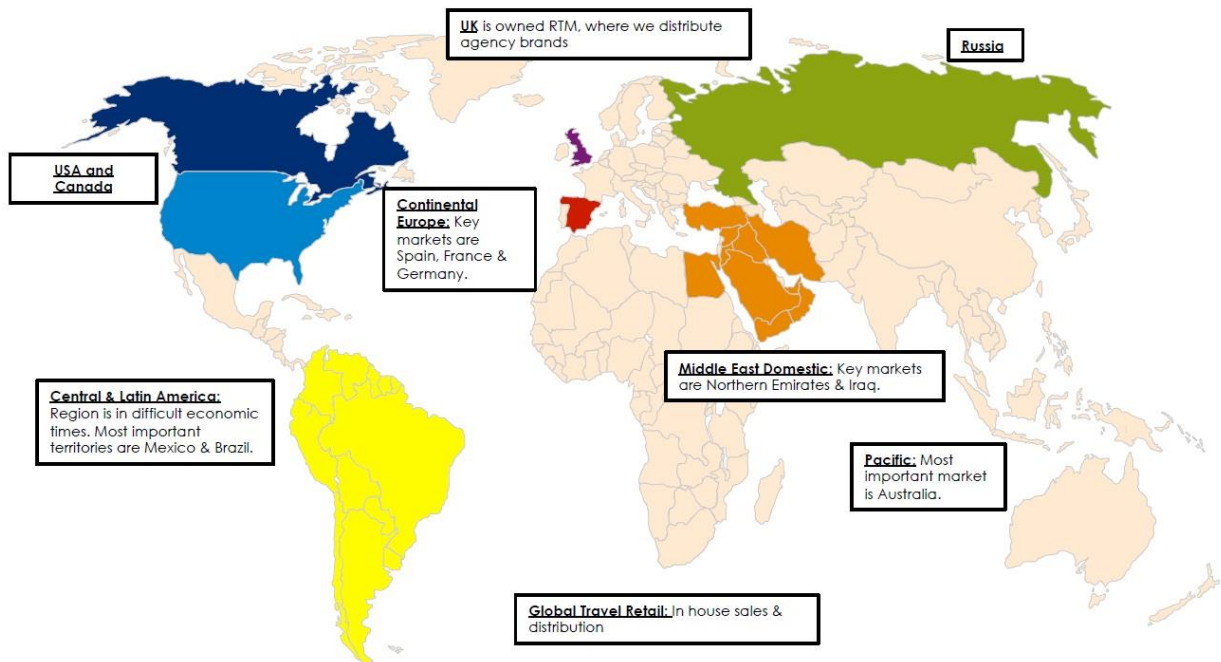 UK is owned RTM, where we distribute
agency brands
Russia
USA and
Canada
Continental
Europe: Key
markets are
Spain, France &
Germany.
Middle East Domestic: Key markets
are Northern Emirates & Iraq.
Central & Latin America:
Region is in difficult economic
times. Most important
territories are Mexico & Brazil.
Pacific: Most
important market
is Australia.
Global Travel Retail: In house sales &
distribution